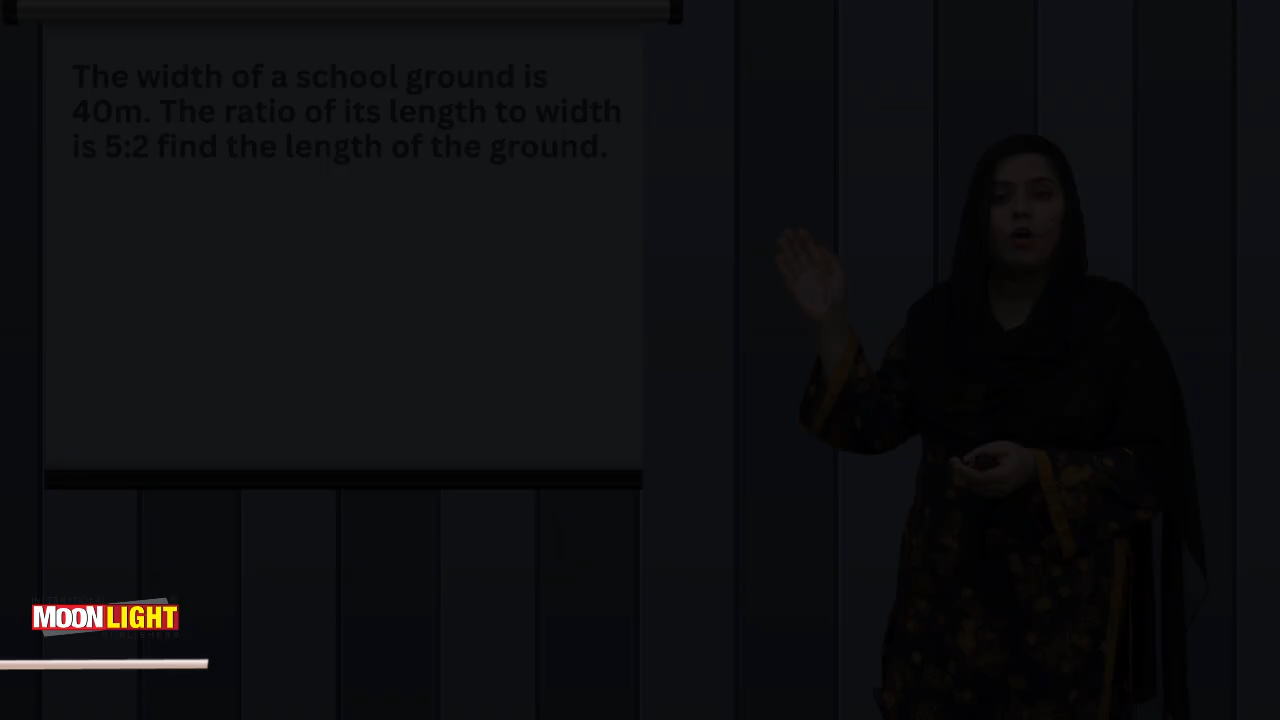 The width of a school ground is
40m. The ratio of its length to width
is 5:2 find the length of the ground.
MOONLIGHT